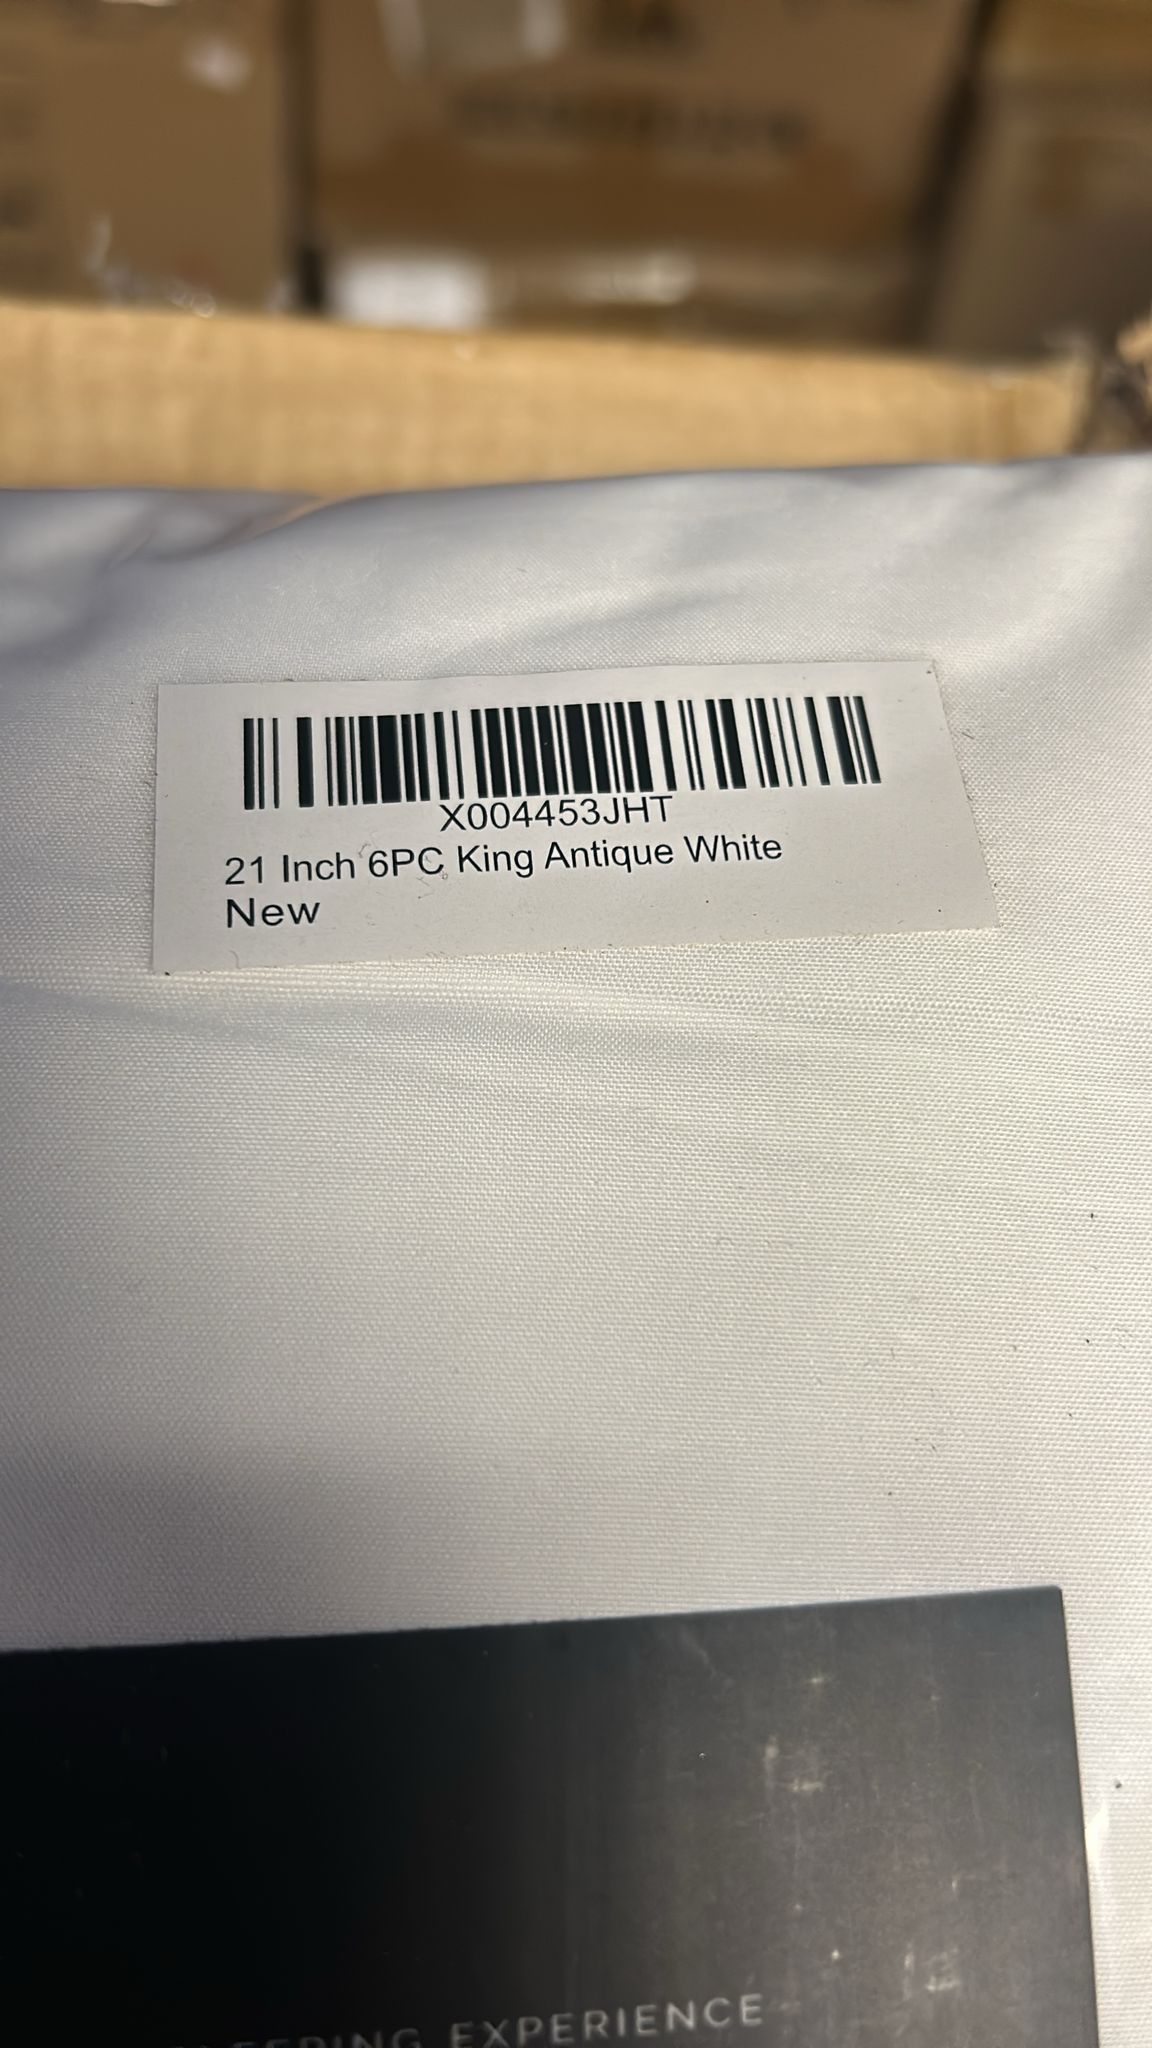 X004453JHT
21 Inch 6PC King Antique White
New
EXPERIENCE